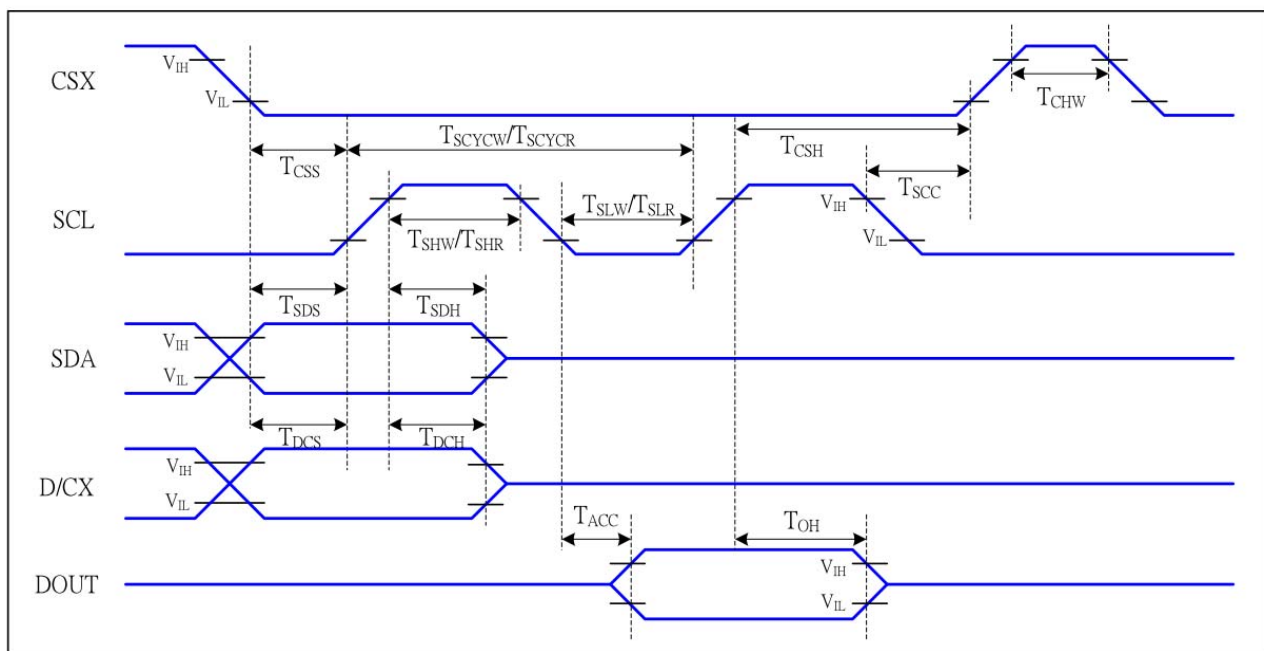 CSX
VIH
VIL
TCHW
TSCYCW/TSCYCR
TCSH
TCSS
TSCC
SCL
TSHW/TSHR
TSLW/TSLR
VIH
VIL
TSDS
TSDH
SDA
VIH
VIL
TDCS
TDCH
D/CX
VIH
VIL
TACC
TOH
DOUT
VIH
VIL